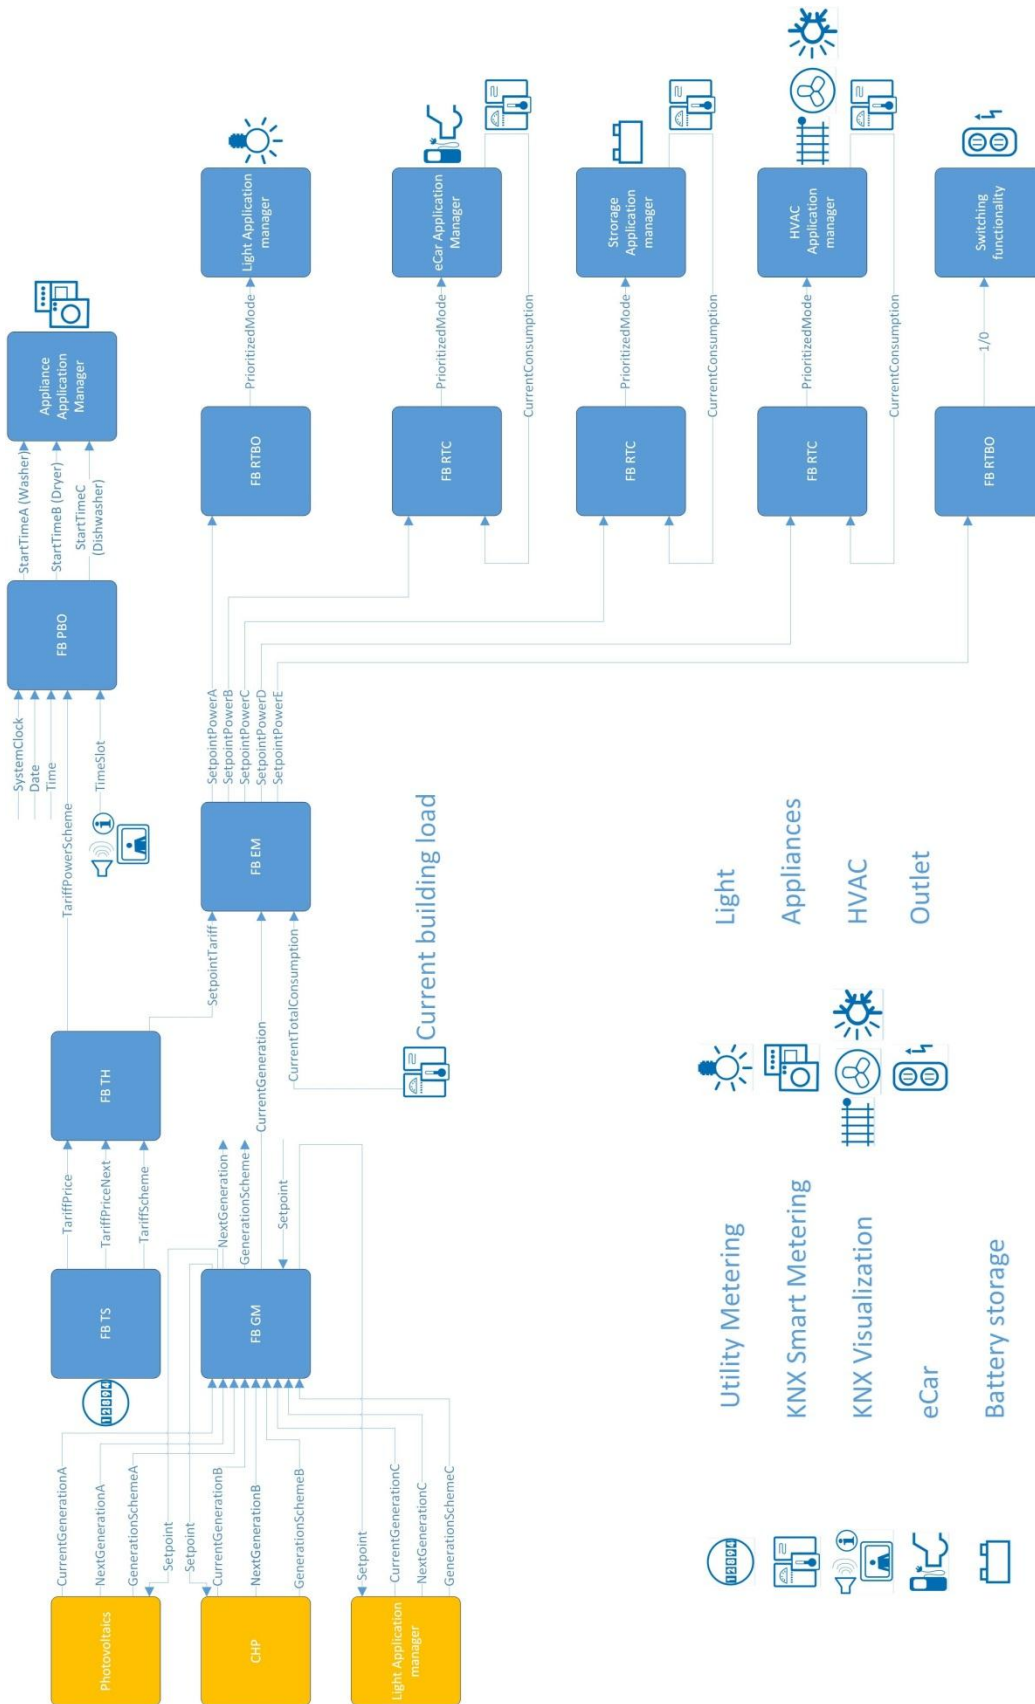 Photovoltaics
CurrentGenerationA
NextGenerationA
GenerationSchemeA
Setpoint
Setpoint
CHP
CurrentGenerationB
NextGenerationB
GenerationSchemeB
Light Application
manager
Setpoint
CurrentGenerationC
NextGenerationC
GenerationSchemeC
12894
FB TS
TariffPrice
TariffPriceNext
TariffScheme
FB GM
NextGeneration
GenerationScheme
CurrentGeneration
Setpoint
FB TH
TariffPowerScheme
SetpointTariff
CurrentTotalConsumption
Current building load
FB EM
SystemClock
Date
Time
TimeSlot
FB PBO
StartTimeA (Washer)
StartTimeB (Dryer)
StartTimeC
(Dishwasher)
Appliance
Application
Manager
SetpointPowerA
SetpointPowerB
SetpointPowerC
SetpointPowerD
SetpointPowerE
FB RTBO
PrioritizedMode
Light Application
manager
FB RTC
PrioritizedMode
eCar Application
Manager
CurrentConsumption
FB RTC
PrioritizedMode
Strorage
Application
manager
CurrentConsumption
FB RTC
PrioritizedMode
HVAC
Application
manager
CurrentConsumption
FB RTBO
1/0
Switching
functionality
12894
Utility Metering
Light
KNX Smart Metering
Appliances
KNX Visualization
HVAC
eCar
Outlet
Battery storage